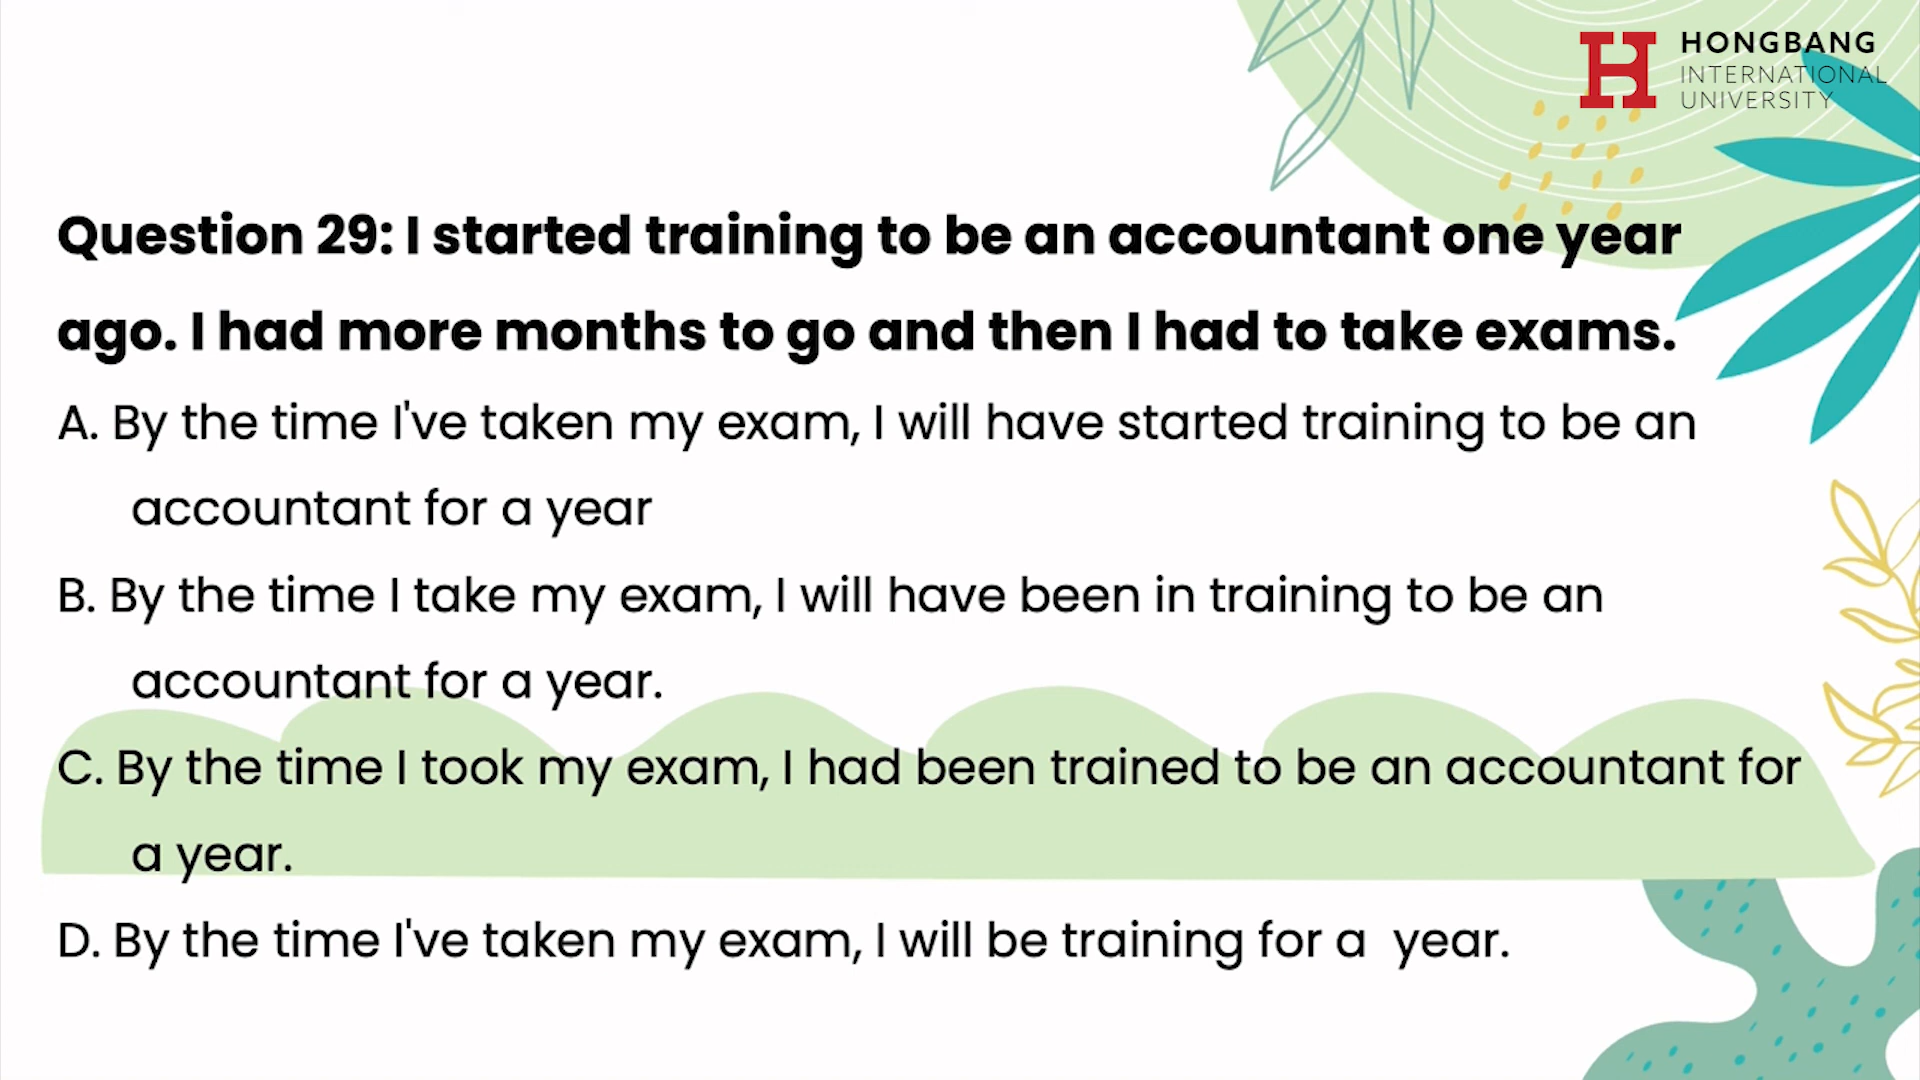 HONGBANG
INTERNATIONAL
UNIVERSITY
Question 29: I started training to be an accountant one year
ago. I had more months to go and then I had to take exams.
A. By the time I've taken my exam, I will have started training to be an
accountant for a year
B. By the time I take my exam, I will have been in training to be an
accountant for a year.
C. By the time I took my exam, I had been trained to be an accountant for
a year.
D. By the time I've taken my exam, I will be training for a  year.